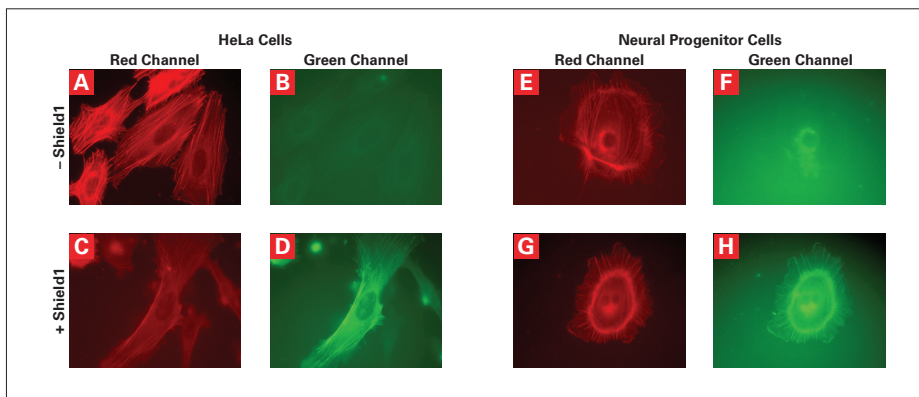 HeLa Cells
Neural Progenitor Cells
Red Channel
Green Channel
Red Channel
Green Channel
– Shield1
A
B
E
F
+ Shield1
C
D
G
H